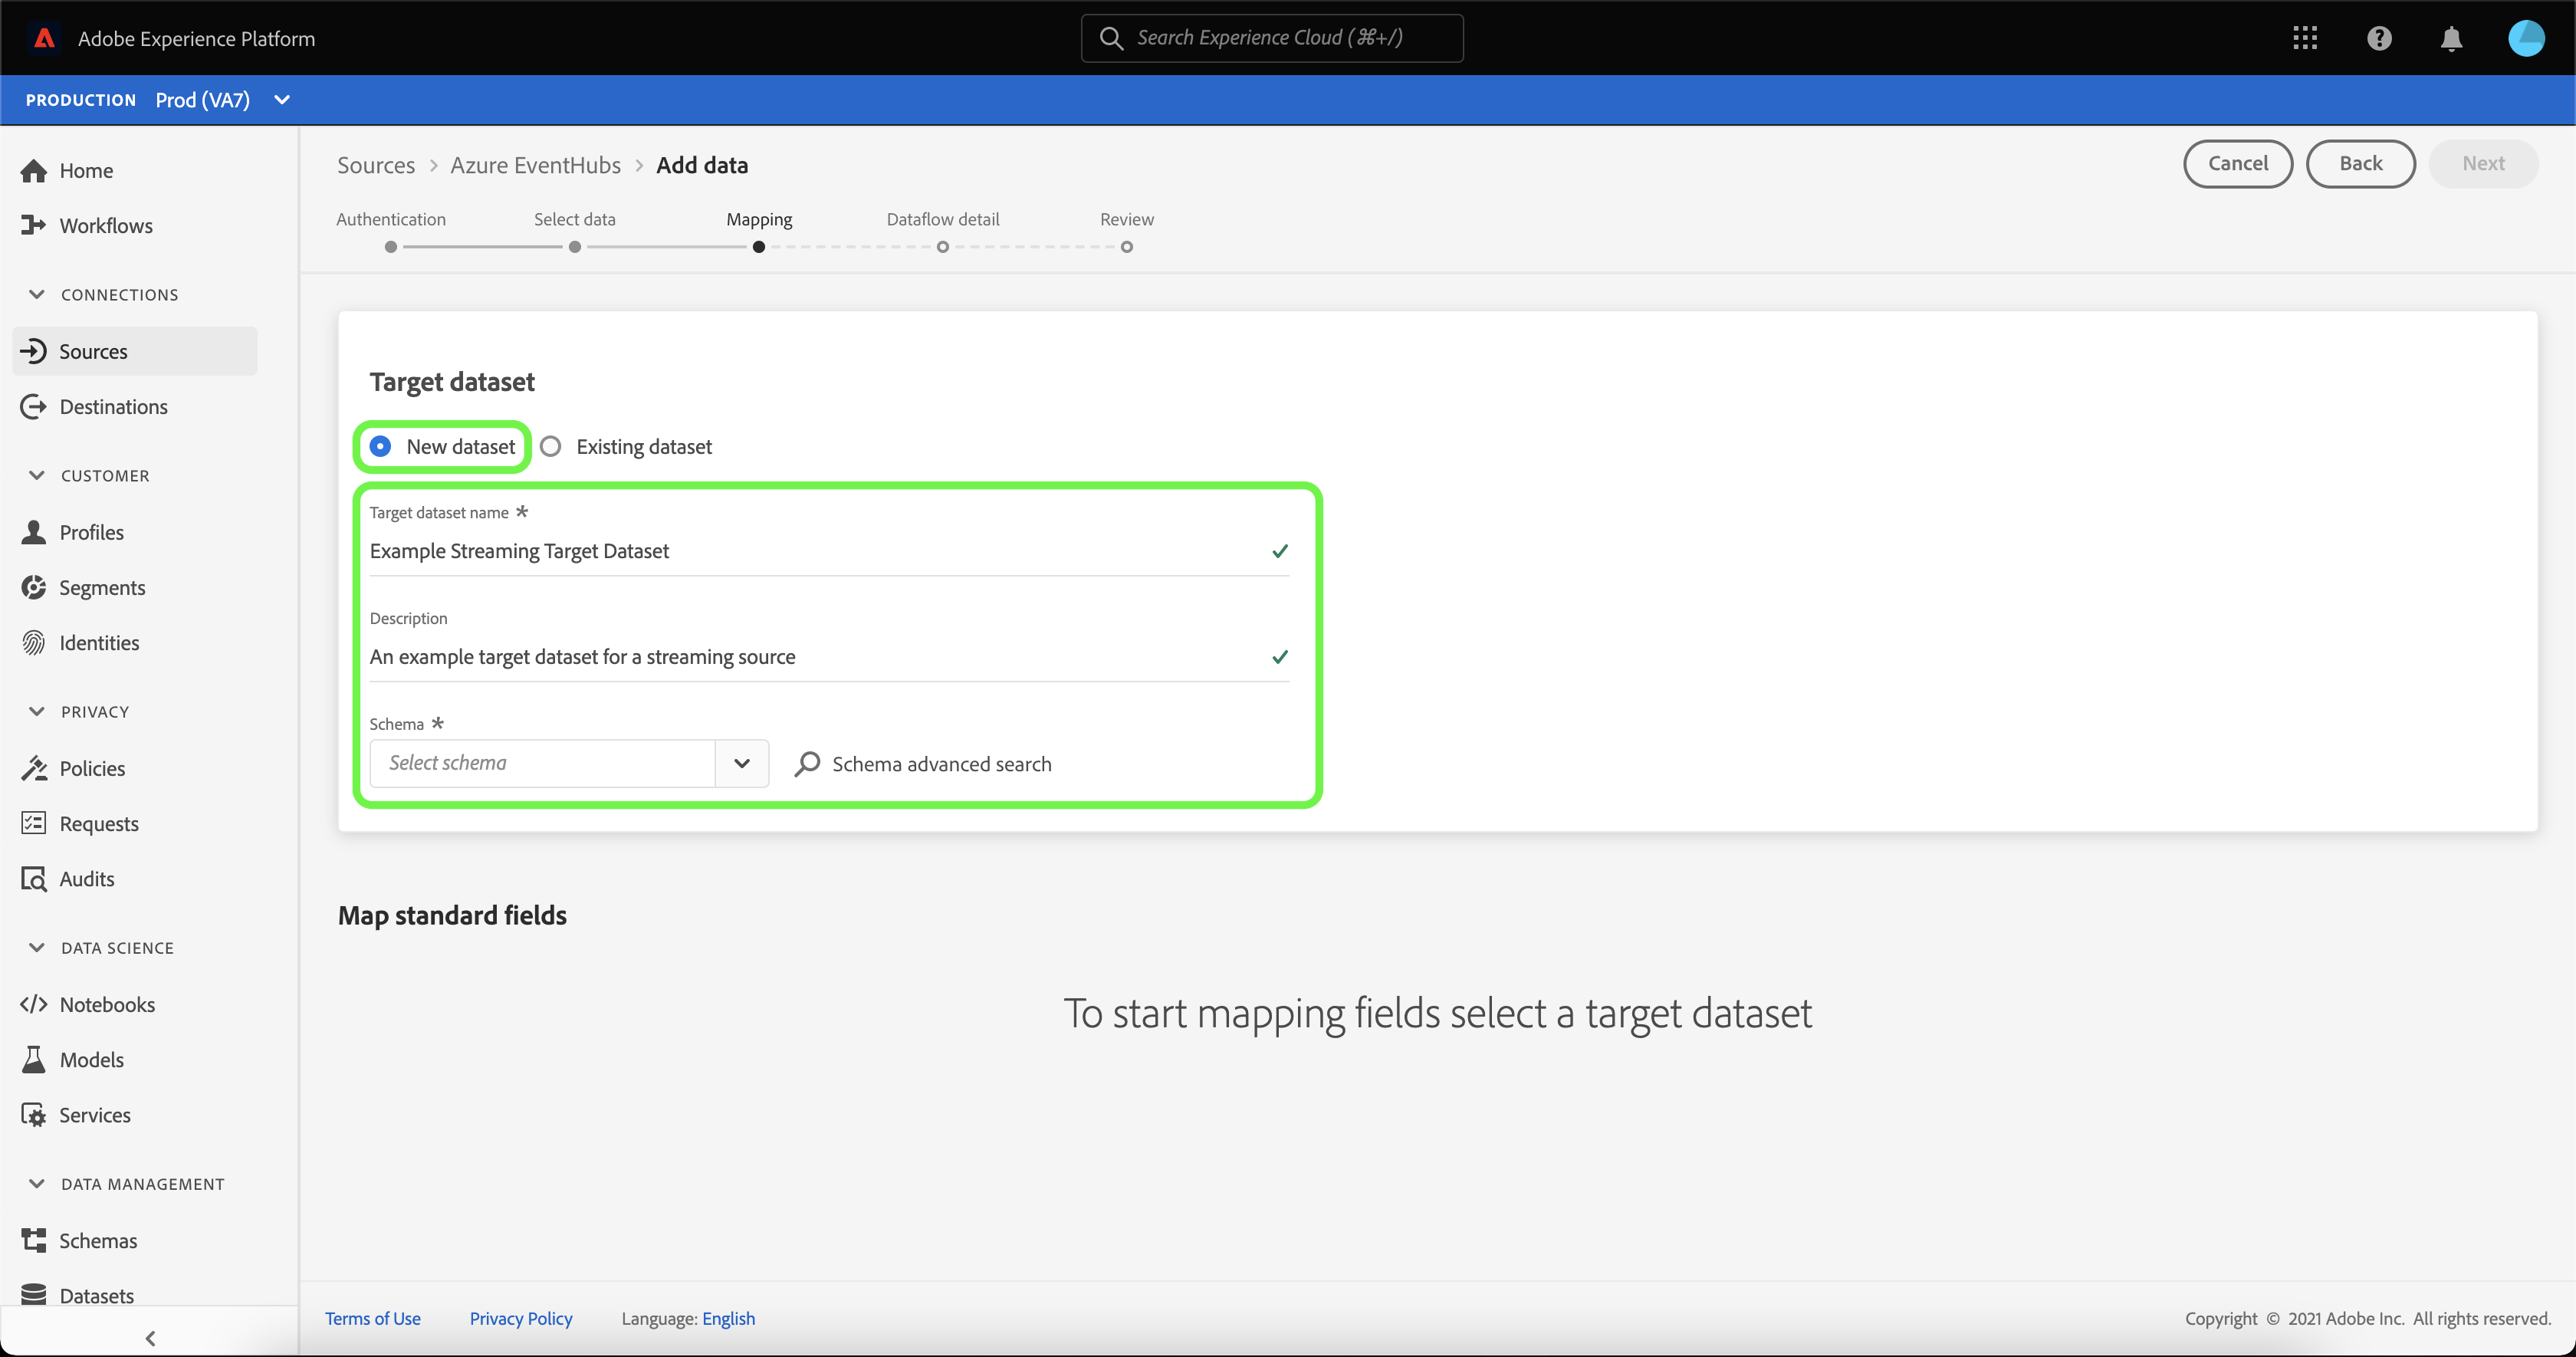 Adobe Experience Platform
Search Experience Cloud (⌘+/)
PRODUCTION Prod (VA7)
Home
Workflows
CONNECTIONS
Sources
Destinations
CUSTOMER
Profiles
Segments
Identities
PRIVACY
Policies
Requests
Audits
DATA SCIENCE
Notebooks
Models
Services
DATA MANAGEMENT
Schemas
Datasets
Sources > Azure EventHubs > Add data
Cancel
Back
Next
Authentication
Select data
Mapping
Dataflow detail
Review
Target dataset
New dataset
Existing dataset
Target dataset name *
Example Streaming Target Dataset
Description
An example target dataset for a streaming source
Schema *
Select schema
Schema advanced search
Map standard fields
To start mapping fields select a target dataset
Terms of Use
Privacy Policy
Language: English
Copyright © 2021 Adobe Inc. All rights reserved.